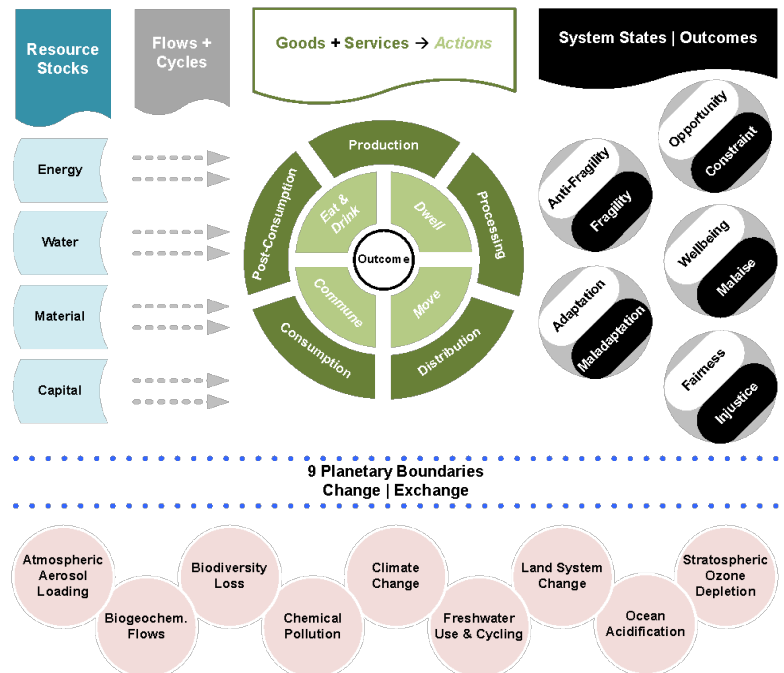 Resource
Stocks
Flows +
Cycles
Goods + Services → Actions
System States | Outcomes
Energy
Water
Material
Capital
Production
Processing
Distribution
Consumption
Post-Consumption
Eat &
Drink
Dwell
Move
Commune
Outcome
Opportunity
Constraint
Anti-Fragility
Fragility
Wellbeing
Malaise
Adaptation
Maladaptation
Fairness
Injustice
9 Planetary Boundaries
Change | Exchange
Atmospheric
Aerosol
Loading
Biogeochem.
Flows
Biodiversity
Loss
Chemical
Pollution
Climate
Change
Freshwater
Use & Cycling
Land System
Change
Ocean
Acidification
Stratospheric
Ozone
Depletion